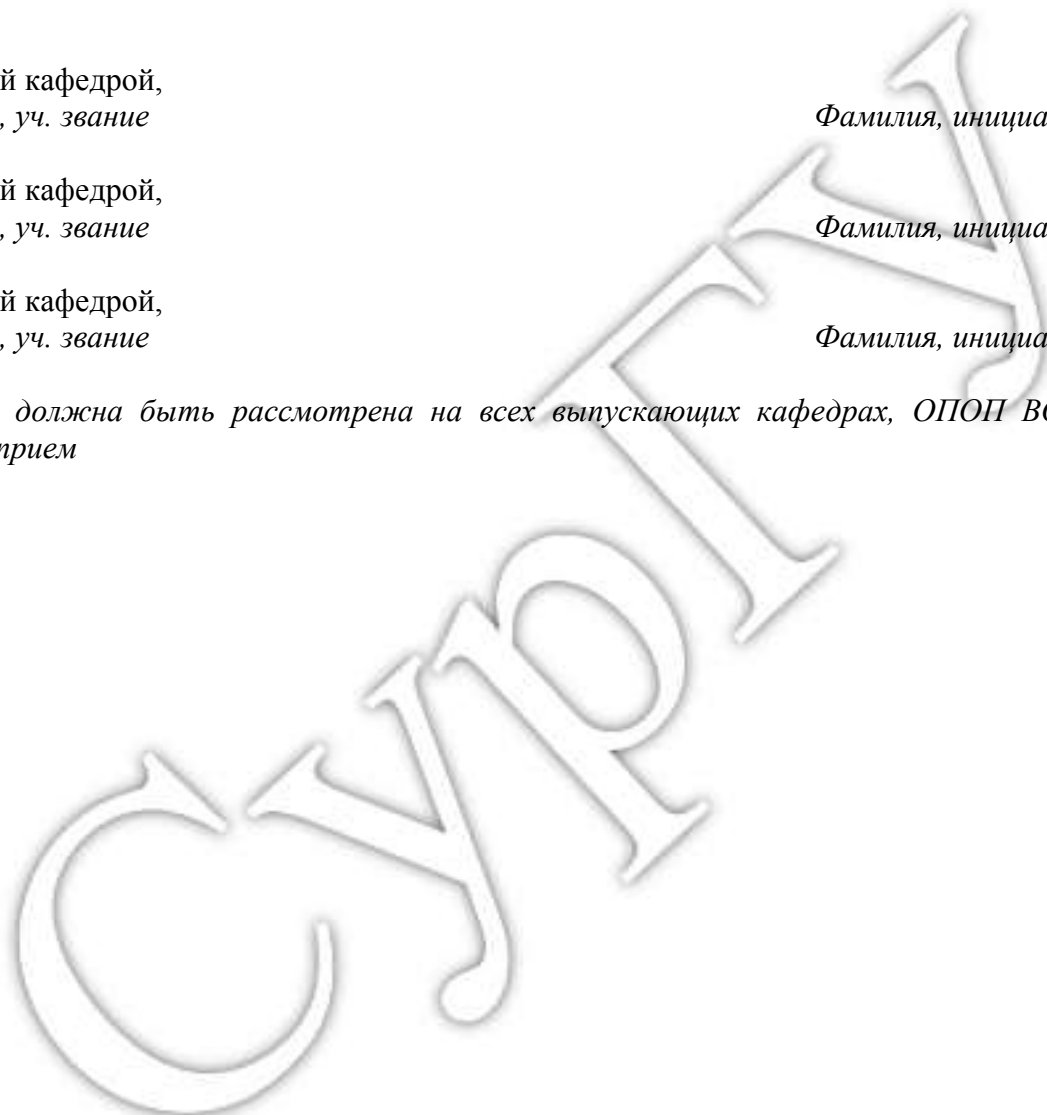 й кафедрой,
, уч. звание Фамилия, инициа
й кафедрой,
, уч. звание Фамилия, инициа
й кафедрой,
, уч. звание Фамилия, инициа
должна быть рассмотрена на всех выпускающих кафедрах, ОПОП ВО
прием
СурГУ